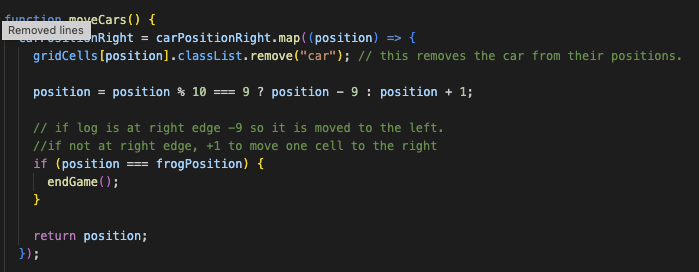 function moveCars() {
Removed lines
carPositionRight = carPositionRight.map((position) => {
gridCells[position].classList.remove("car"); // this removes the car from their positions.
position = position % 10 === 9 ? position - 9 : position + 1;
// if log is at right edge -9 so it is moved to the left.
//if not at right edge, +1 to move one cell to the right
if (position === frogPosition) {
endGame();
}
return position;
});